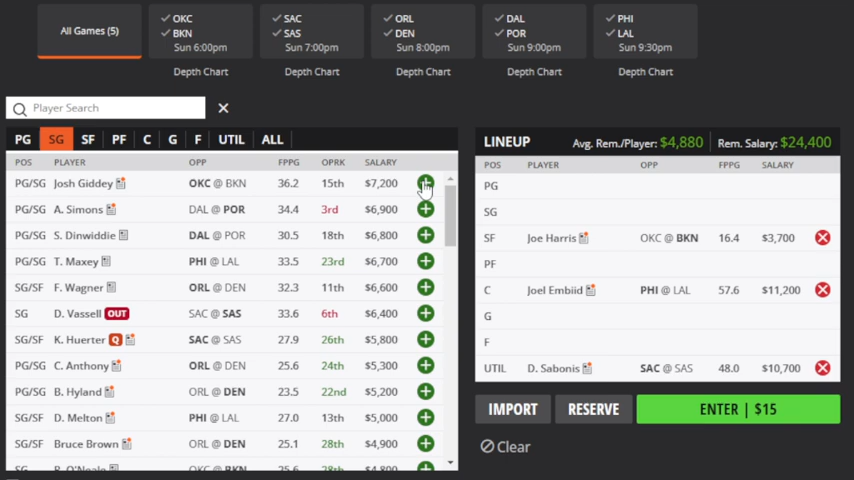 All Games (5)
OKC
BKN
Sun 6:00pm
SAC
SAS
Sun 7:00pm
ORL
DEN
Sun 8:00pm
DAL
POR
Sun 9:00pm
PHI
LAL
Sun 9:30pm
Depth Chart
Depth Chart
Depth Chart
Depth Chart
Depth Chart
Player Search
PG SG SF PF C G F UTIL ALL
POS PLAYER OPP FPPG OPRK SALARY
PG/SG Josh Giddey OKC @ BKN 36.2 15th $7,200
PG/SG A. Simons DAL @ POR 34.4 3rd $6,900
PG/SG S. Dinwiddie DAL @ POR 30.5 18th $6,800
PG/SG T. Maxey PHI @ LAL 33.5 23rd $6,700
SG/SF F. Wagner ORL @ DEN 32.3 11th $6,600
SG D. Vassell OUT SAC @ SAS 33.6 6th $6,400
SG/SF K. Huerter Q SAC @ SAS 27.9 26th $5,800
PG/SG C. Anthony ORL @ DEN 25.6 24th $5,300
PG/SG B. Hyland ORL @ DEN 23.5 22nd $5,200
SG/SF D. Melton PHI @ LAL 27.0 13th $5,000
SG/SF Bruce Brown ORL @ DEN 25.1 28th $4,900
SG R. O'Neale OKC @ BKN 25.6 28th $4,800
LINEUP Avg. Rem./Player: $4,880 Rem. Salary: $24,400
POS PLAYER OPP FPPG SALARY
PG
SG
SF Joe Harris OKC @ BKN 16.4 $3,700
PF
C Joel Embiid PHI @ LAL 57.6 $11,200
G
F
UTIL D. Sabonis SAC @ SAS 48.0 $10,700
IMPORT RESERVE ENTER | $15
Clear